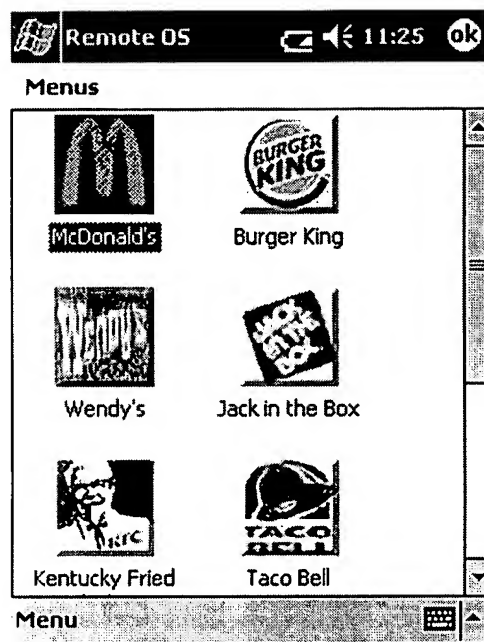 Remote OS 11:25 ok
Menus
McDonald's Burger King
BURGER
KING
Wendy's Jack in the Box
WENDY'S
JACK
IN THE
BOX
KFC
TACO
BELL
Kentucky Fried Taco Bell
Menu